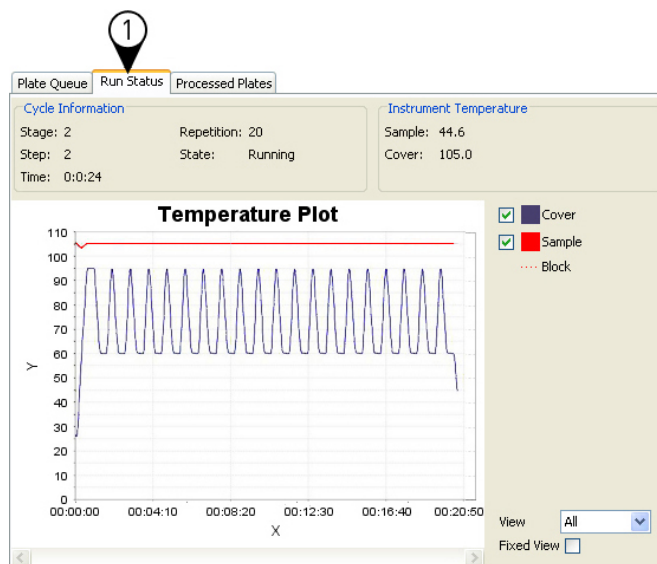 1
Plate Queue Run Status Processed Plates
Cycle Information
Stage: 2 Repetition: 20
Step: 2 State: Running
Time: 0:0:24
Instrument Temperature
Sample: 44.6
Cover: 105.0
Temperature Plot
110
100
90
80
70
60
50
40
30
20
10
0
Y
00:00:00 00:04:10 00:08:20 00:12:30 00:16:40 00:20:50
X
Cover
Sample
Block
View All
Fixed View